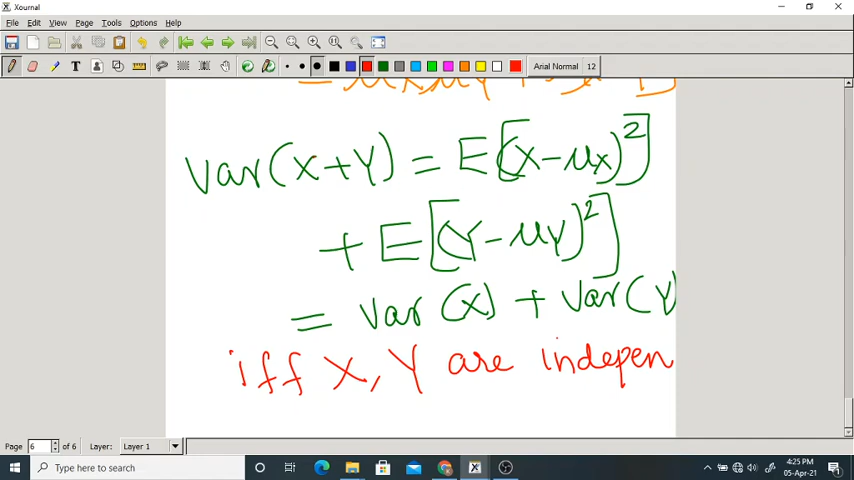 Xournal
File Edit View Page Tools Options Help
Arial Normal 12
var(X+Y) = E[(X-μx)²]
+ E[(Y-μY)²]
= var(X) + var(Y
iff X, Y are indepen
Page 6 of 6 Layer: Layer 1
Type here to search
4:25 PM
05-Apr-21